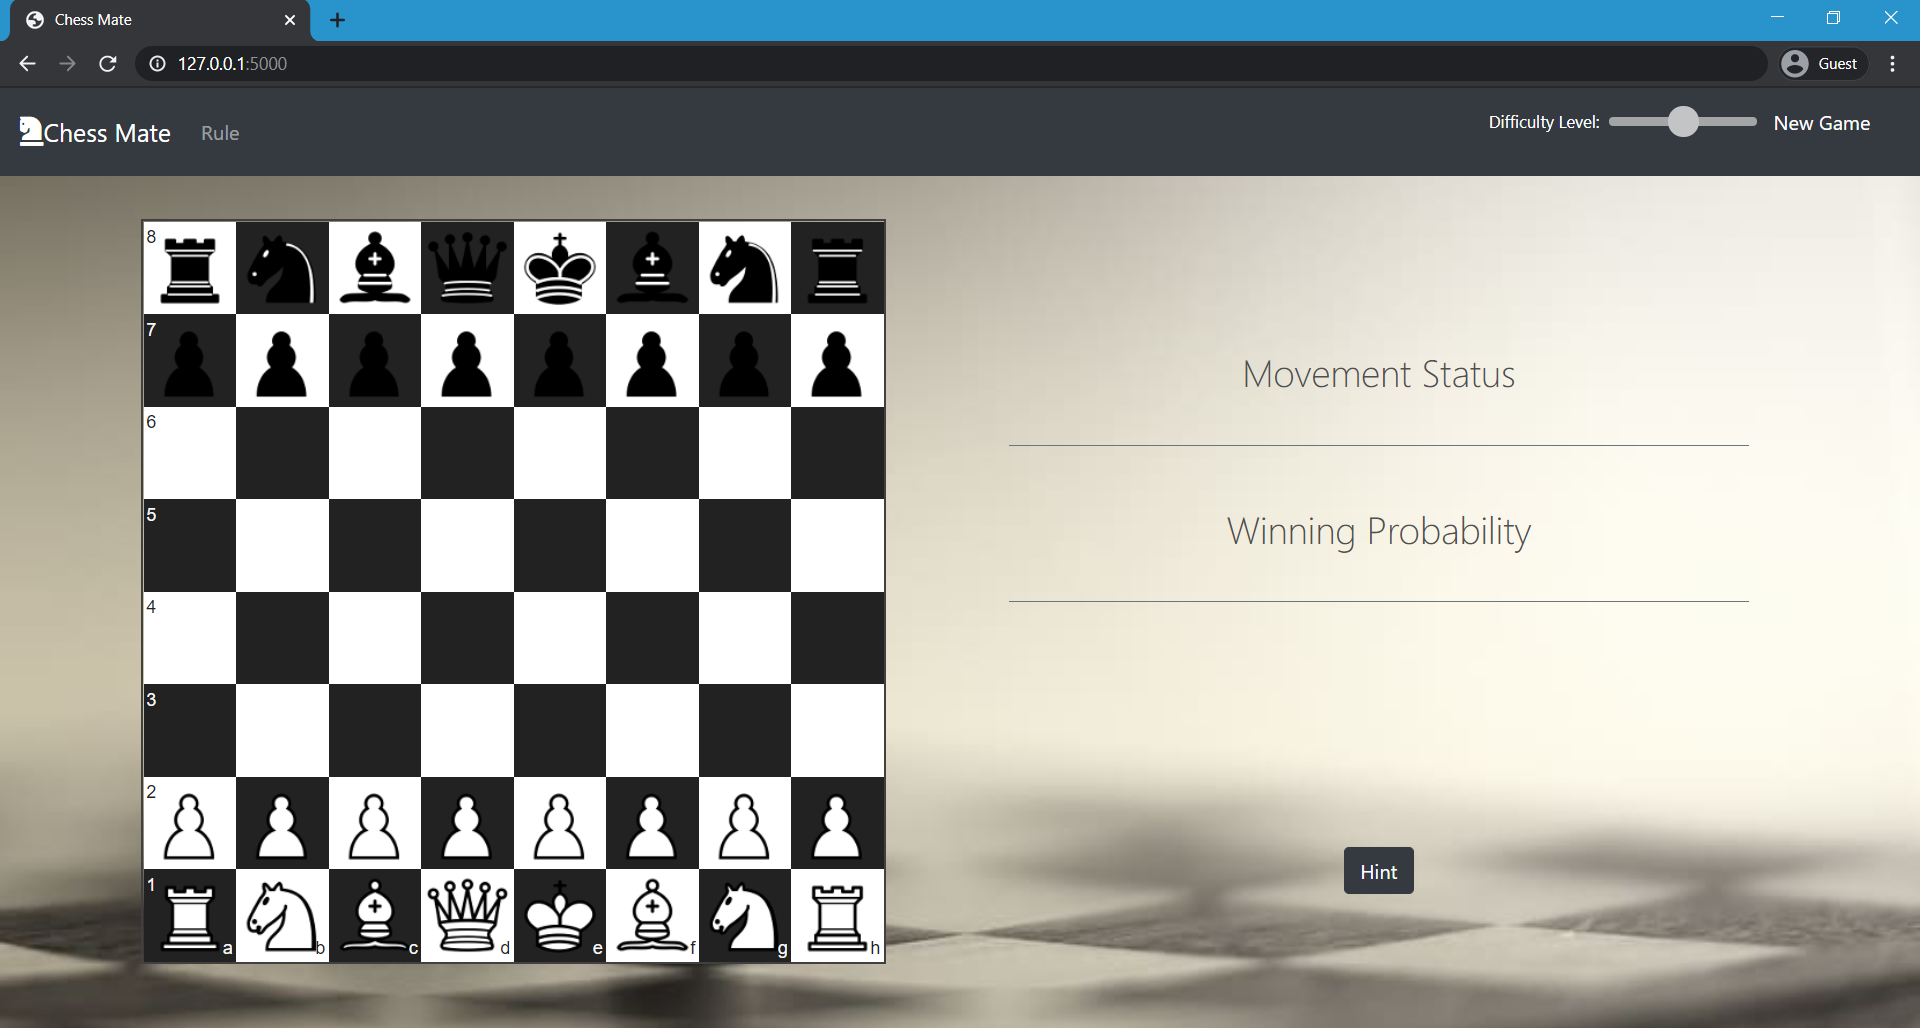 Chess Mate
127.0.0.1:5000
Guest
Chess Mate
Rule
Difficulty Level:
New Game
8
7
6
5
4
3
2
1
a b c d e f g h
Movement Status
Winning Probability
Hint